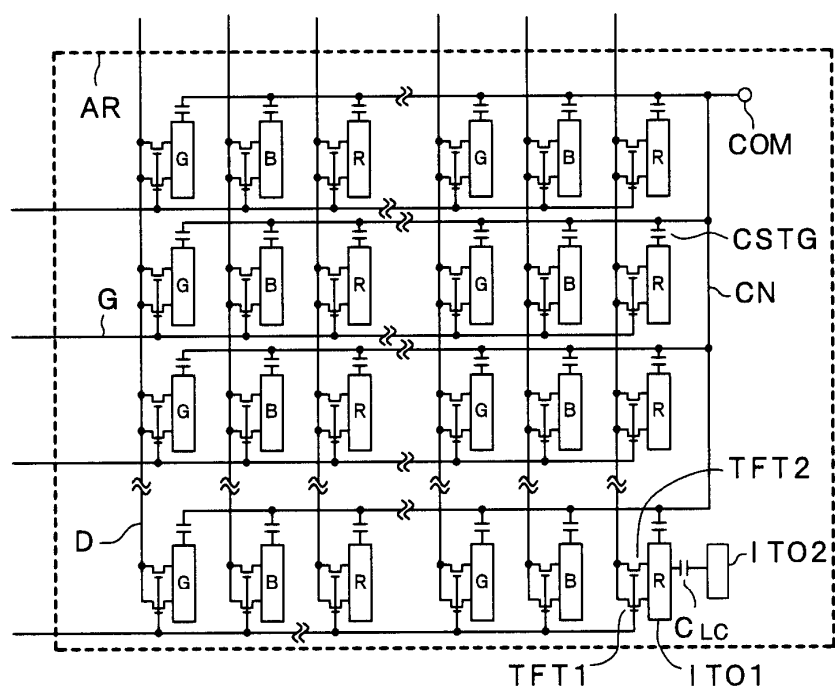 AR
COM
G B R G B R
CSTG
G B R G B R
CN
G
G B R G B R
TFT2
D
G B R G B R
ITO2
CLC
TFT1
ITO1